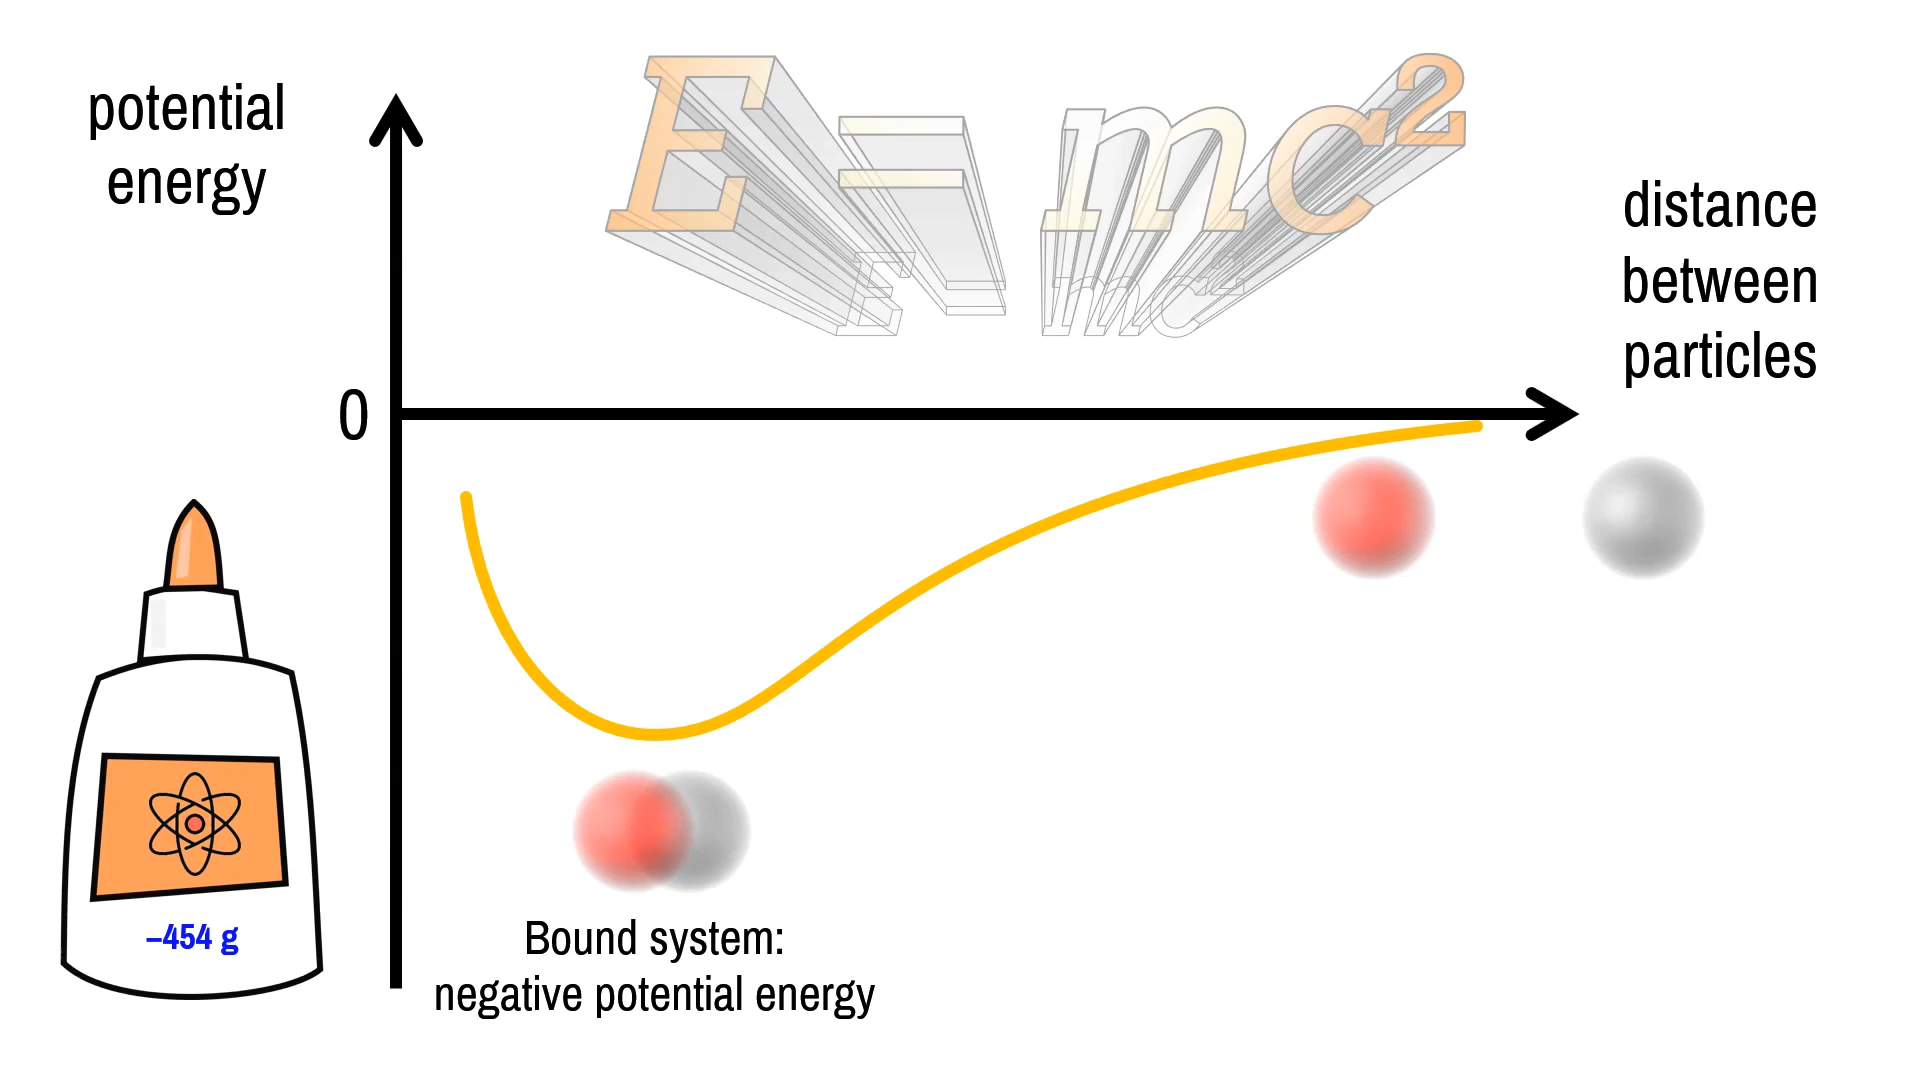 potential
energy
E=mc²
distance
between
particles
0
–454 g
Bound system:
negative potential energy